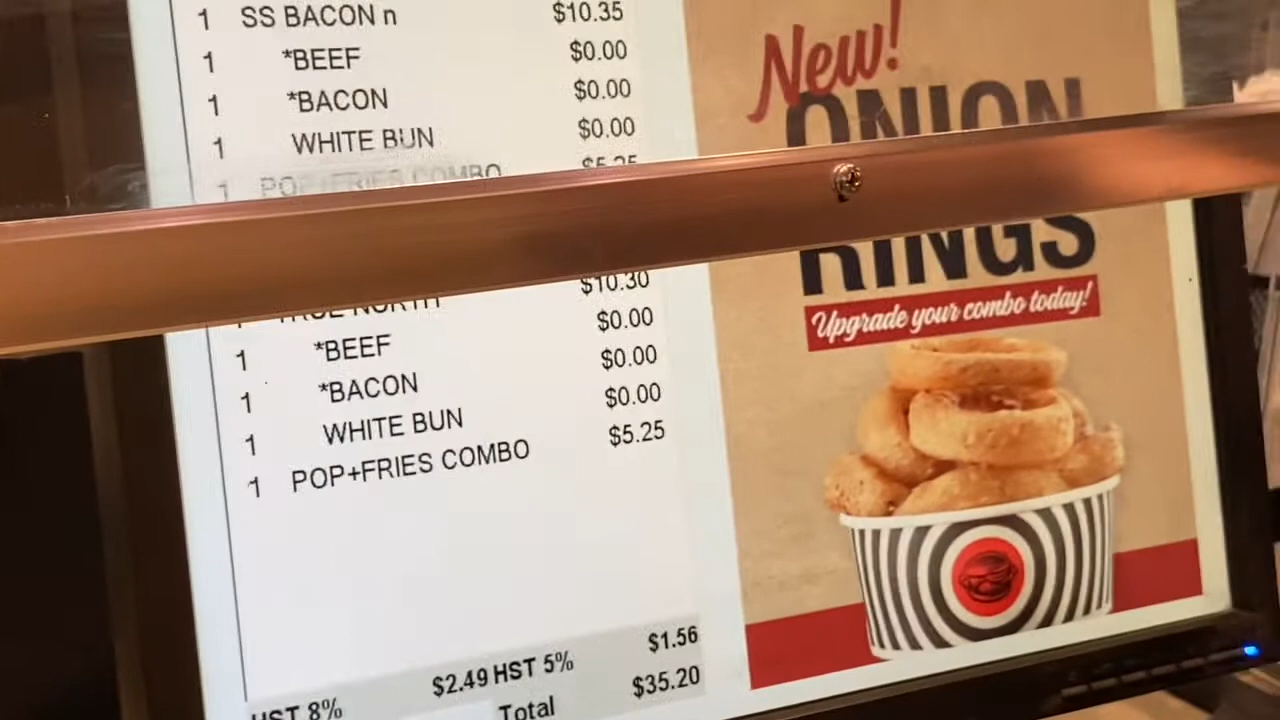 1 SS BACON n $10.35
1 *BEEF $0.00
1 *BACON $0.00
1 WHITE BUN $0.00
1 POP+FRIES COMBO $5.25
1 TRUE NORTH $10.30
1 *BEEF $0.00
1 *BACON $0.00
1 WHITE BUN $0.00
1 POP+FRIES COMBO $5.25
HST 8% $2.49 HST 5% $1.56
Total $35.20
New!
ONION
RINGS
Upgrade your combo today!